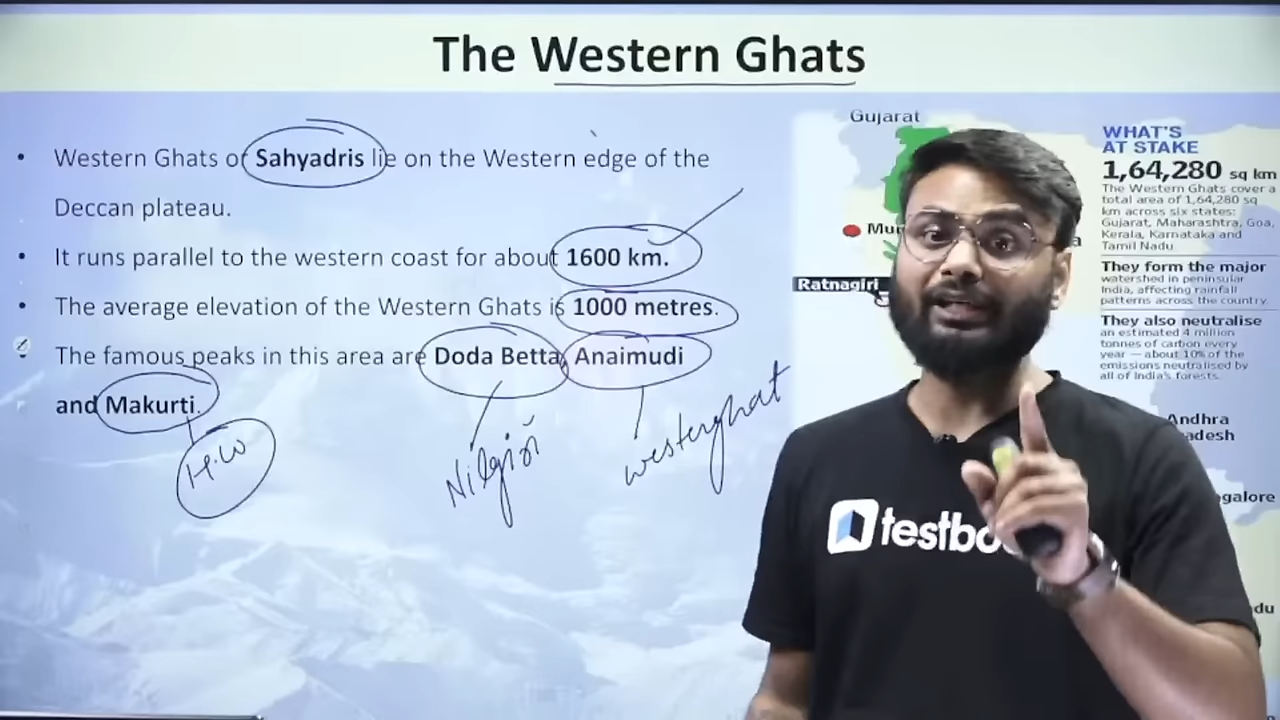 The Western Ghats
• Western Ghats or Sahyadris lie on the Western edge of the
Deccan plateau.
• It runs parallel to the western coast for about 1600 km.
• The average elevation of the Western Ghats is 1000 metres.
• The famous peaks in this area are Doda Betta, Anaimudi
and Makurti.
H.W
Nilgiri
westerghat
Gujarat
Ratnagiri
WHAT'S
AT STAKE
1,64,280 sq km
The Western Ghats cover a
total area of 1,64,280 sq
km across six states:
Gujarat, Maharashtra, Goa,
Kerala, Karnataka and
Tamil Nadu
They form the major
watershed in peninsular
India, affecting rainfall
patterns across the country.
They also neutralise
an estimated 4 million
tonnes of carbon every
year — about 10% of the
emissions neutralised by
all of India's forests.
Andhra
adesh
galore
du
testbo